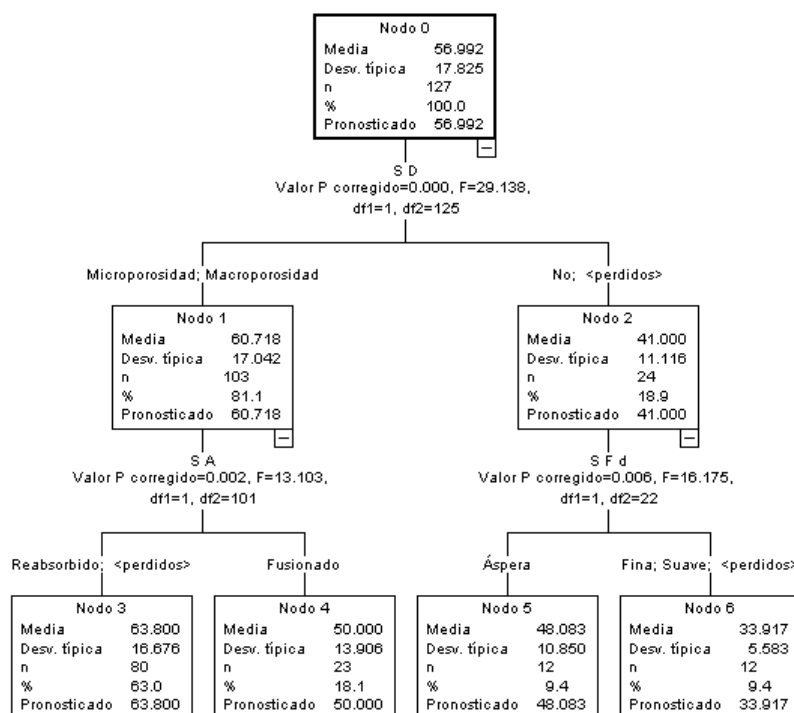 Nodo 0
Media 56.992
Desv. típica 17.825
n 127
% 100.0
Pronosticado 56.992
S D
Valor P corregido=0.000, F=29.138,
df1=1, df2=125
Microporosidad; Macroporosidad
No; <perdidos>
Nodo 1
Media 60.718
Desv. típica 17.042
n 103
% 81.1
Pronosticado 60.718
Nodo 2
Media 41.000
Desv. típica 11.116
n 24
% 18.9
Pronosticado 41.000
S A
Valor P corregido=0.002, F=13.103,
df1=1, df2=101
S F d
Valor P corregido=0.006, F=16.175,
df1=1, df2=22
Reabsorbido; <perdidos>
Fusionado
Áspera
Fina; Suave; <perdidos>
Nodo 3
Media 63.800
Desv. típica 16.676
n 80
% 63.0
Pronosticado 63.800
Nodo 4
Media 50.000
Desv. típica 13.906
n 23
% 18.1
Pronosticado 50.000
Nodo 5
Media 48.083
Desv. típica 10.850
n 12
% 9.4
Pronosticado 48.083
Nodo 6
Media 33.917
Desv. típica 5.583
n 12
% 9.4
Pronosticado 33.917